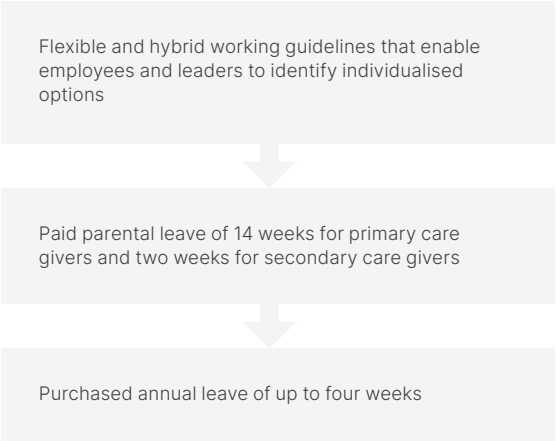 Flexible and hybrid working guidelines that enable
employees and leaders to identify individualised
options
Paid parental leave of 14 weeks for primary care
givers and two weeks for secondary care givers
Purchased annual leave of up to four weeks